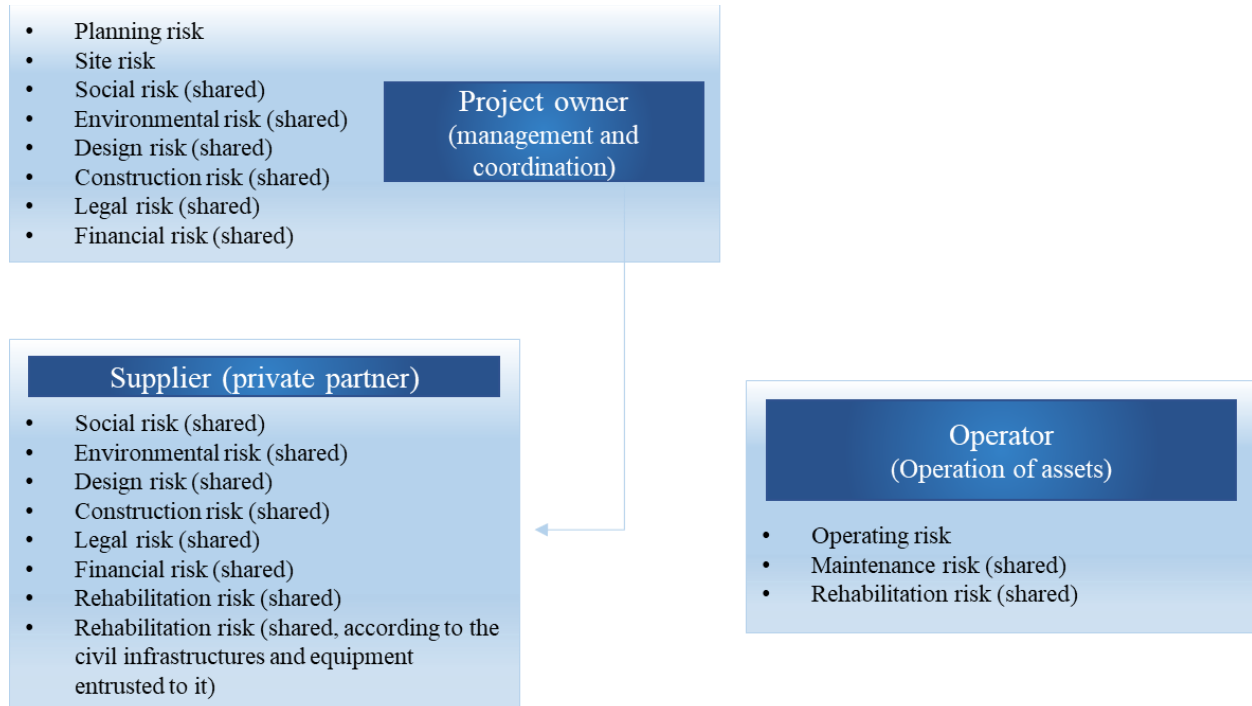 • Planning risk
• Site risk
• Social risk (shared)
• Environmental risk (shared)
• Design risk (shared)
• Construction risk (shared)
• Legal risk (shared)
• Financial risk (shared)
Project owner
(management and
coordination)
Supplier (private partner)
• Social risk (shared)
• Environmental risk (shared)
• Design risk (shared)
• Construction risk (shared)
• Legal risk (shared)
• Financial risk (shared)
• Rehabilitation risk (shared)
• Rehabilitation risk (shared, according to the
civil infrastructures and equipment
entrusted to it)
Operator
(Operation of assets)
• Operating risk
• Maintenance risk (shared)
• Rehabilitation risk (shared)